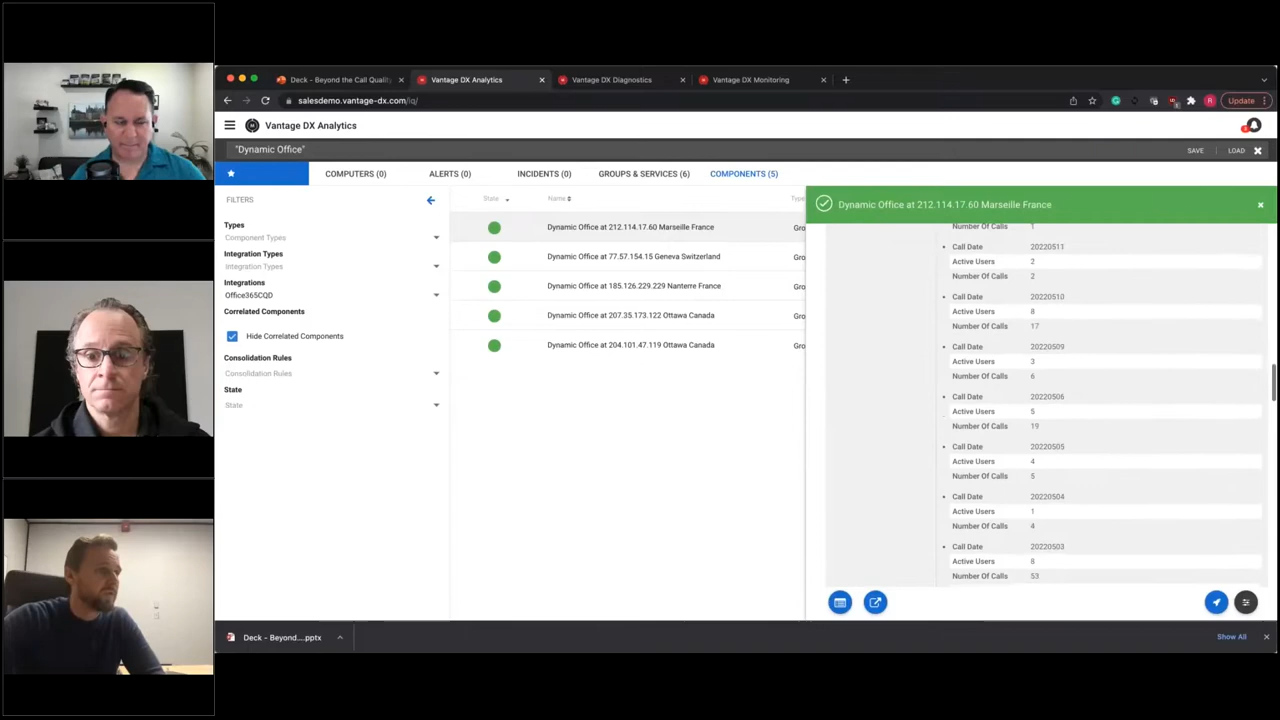 Deck - Beyond the Call Quality
Vantage DX Analytics
Vantage DX Diagnostics
Vantage DX Monitoring
salesdemo.vantage-dx.com/iq/
Update
Vantage DX Analytics
"Dynamic Office"
SAVE
LOAD
COMPUTERS (0)
ALERTS (0)
INCIDENTS (0)
GROUPS & SERVICES (6)
COMPONENTS (5)
FILTERS
Types
Component Types
Integration Types
Integration Types
Integrations
Office365CQD
Correlated Components
Hide Correlated Components
Consolidation Rules
Consolidation Rules
State
State
State
Name
Dynamic Office at 212.114.17.60 Marseille France
Gro
Dynamic Office at 77.57.154.15 Geneva Switzerland
Gro
Dynamic Office at 185.126.229.229 Nanterre France
Gro
Dynamic Office at 207.35.173.122 Ottawa Canada
Gro
Dynamic Office at 204.101.47.119 Ottawa Canada
Gro
Dynamic Office at 212.114.17.60 Marseille France
Number Of Calls 1
Call Date 20220511
Active Users 2
Number Of Calls 2
Call Date 20220510
Active Users 8
Number Of Calls 17
Call Date 20220509
Active Users 3
Number Of Calls 6
Call Date 20220506
Active Users 5
Number Of Calls 19
Call Date 20220505
Active Users 4
Number Of Calls 5
Call Date 20220504
Active Users 1
Number Of Calls 4
Call Date 20220503
Active Users 8
Number Of Calls 53
Deck - Beyond....pptx
Show All